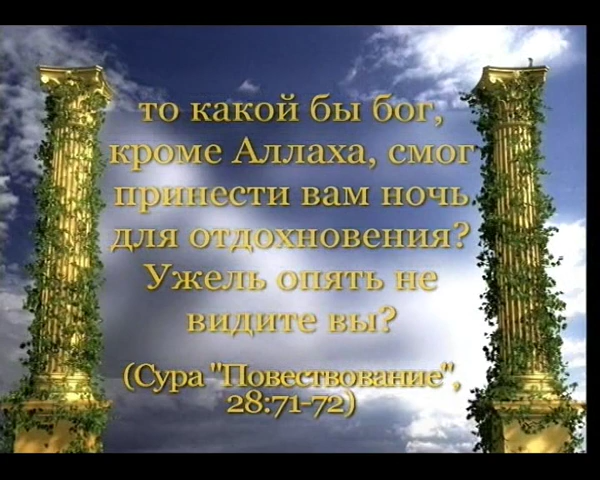 то какой бы бог,
кроме Аллаха, смог
принести вам ночь
для отдохновения?
Ужель опять не
видите вы?
(Сура "Повествование",
28:71-72)